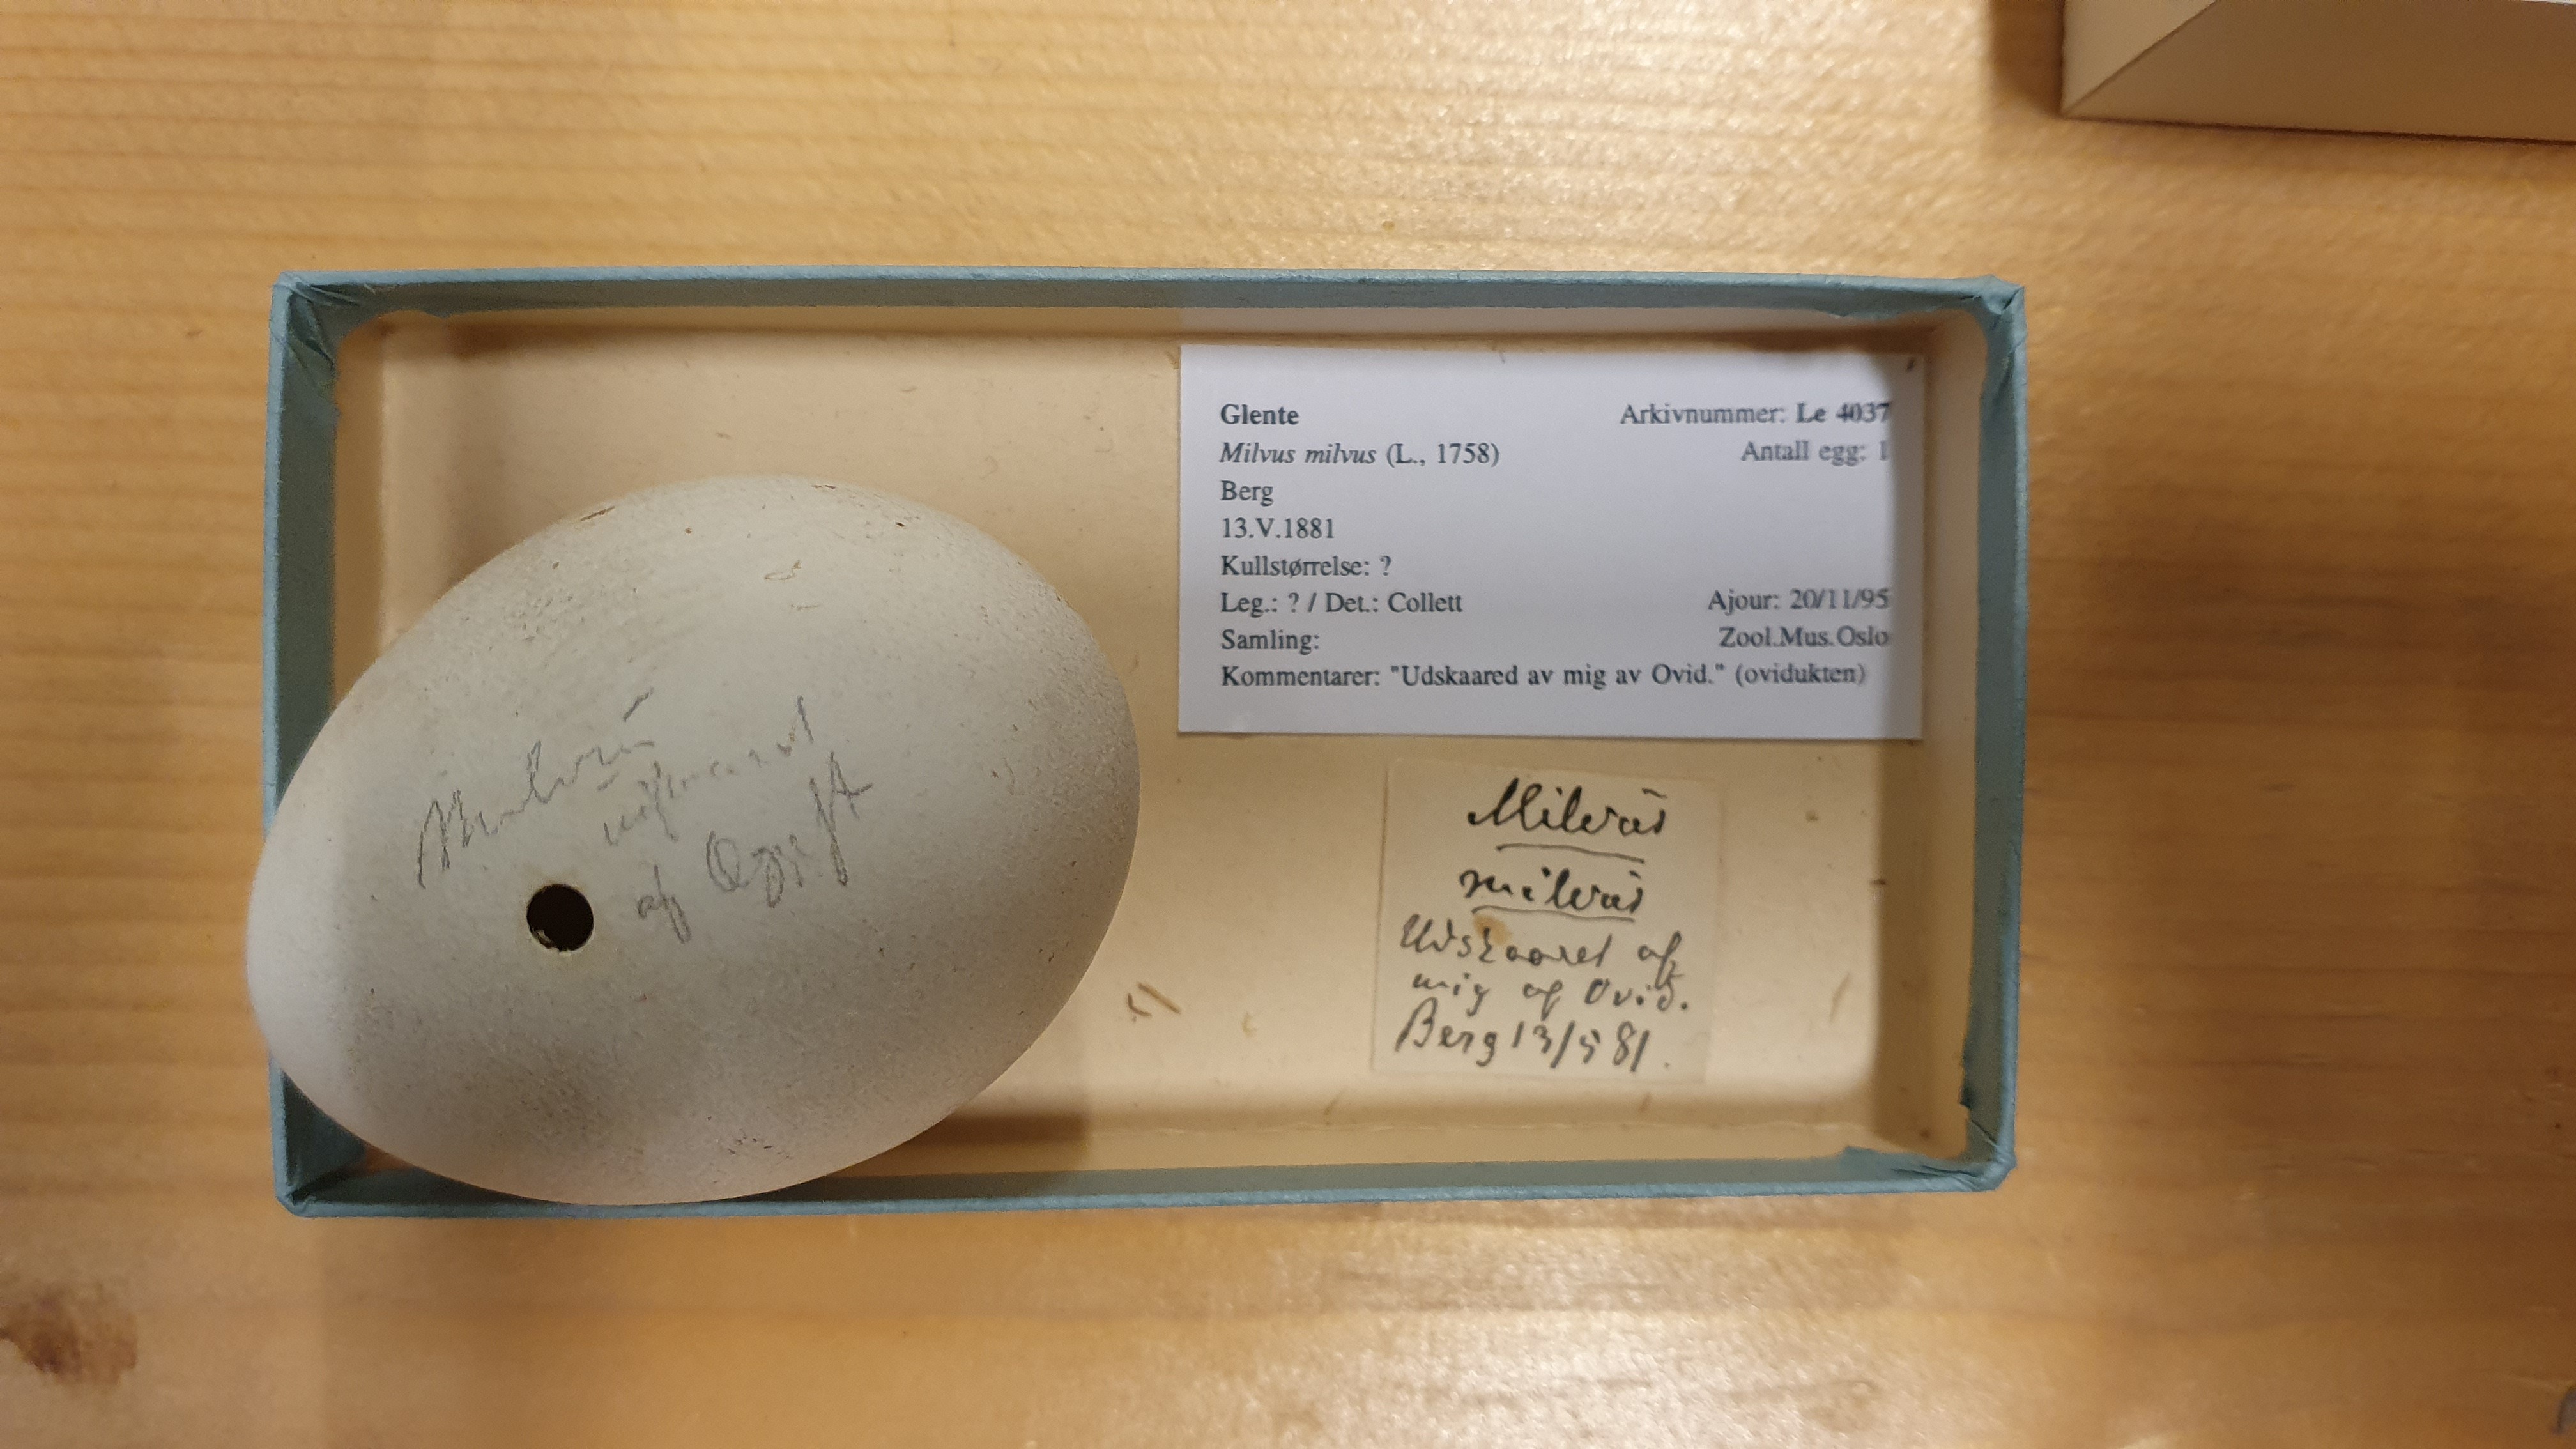 Glente Arkivnummer: Le 4037
Milvus milvus (L., 1758) Antall egg: 1
Berg
13.V.1881
Kullstørrelse: ?
Leg.: ? / Det.: Collett Ajour: 20/11/95
Samling: Zool.Mus.Oslo
Kommentarer: "Udskaared av mig av Ovid." (ovidukten)
Milvus
milvus
Udskaaret af
mig af Ovid.
Berg 13/5 81.
af